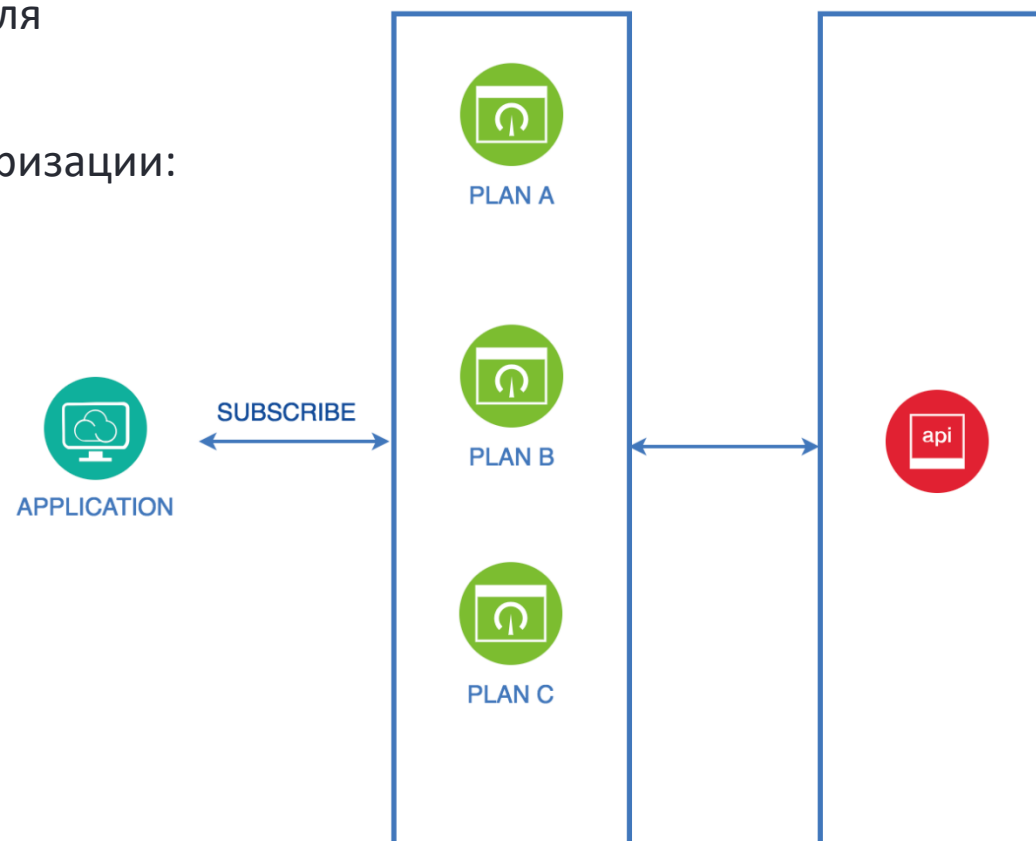 ля
ризации:
PLAN A
SUBSCRIBE
APPLICATION
PLAN B
api
PLAN C